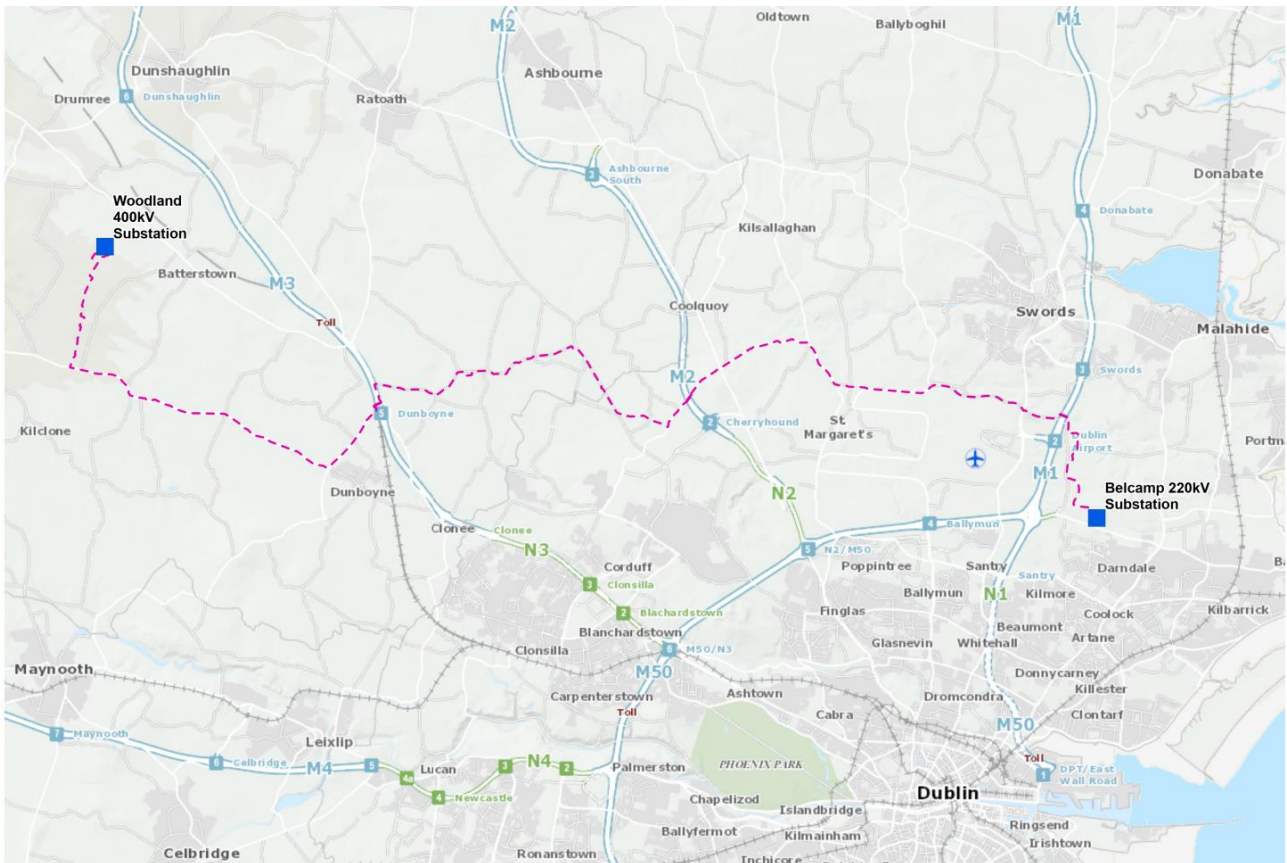 M2
Oldtown
Ballyboghil
M1
Dunshaughlin
Ashbourne
Drumree
6
Dunshaughlin
Ratoath
3
Ashbourne
South
Donabate
Woodland
400kV
Substation
4
Donabate
Kilsallaghan
Batterstown
M3
Coolquoy
Toll
Swords
Malahide
M2
3
Swords
5
Dunboyne
2
Cherryhound
St.
Margaret's
Kilclone
2
Dublin
Airport
Portm
M1
Dunboyne
N2
Belcamp 220kV
Substation
Clonee
Clonee
4
Ballymun
N3
5
N2/M50
Corduff
Poppintree
Santry
Darndale
3
Clonsilla
Ballymun
Santry
Kilmore
N1
2
Blachardstown
Finglas
Coolock
Kilbarrick
Beaumont
Artane
Blanchardstown
Glasnevin
Whitehall
Clonsilla
6
M50/N3
Maynooth
M50
Donnycarney
Carpenterstown
Ashtown
Dromcondra
Killester
Toll
Cabra
Clontarf
M50
7
Maynooth
Leixlip
6
Celbridge
M4
5
4a
Lucan
3
N4
2
Palmerston
PHOENIX PARK
Toll
1
DPT/East
Wall Road
4
Newcastle
Chapelizod
Dublin
Islandbridge
Ringsend
Ballyfermot
Kilmainham
Irishtown
Celbridge
Ronanstown
Inchicore